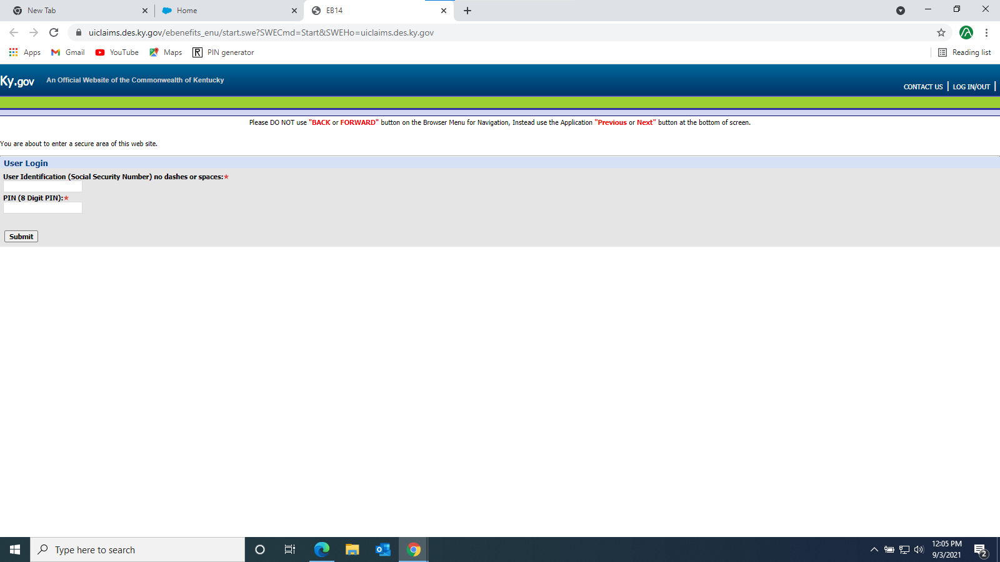 New Tab
Home
EB14
uiclaims.des.ky.gov/ebenefits_enu/start.swe?SWECmd=Start&SWEHo=uiclaims.des.ky.gov
Apps
Gmail
YouTube
Maps
R
PIN generator
Reading list
Ky.gov
An Official Website of the Commonwealth of Kentucky
CONTACT US | LOG IN/OUT |
Please DO NOT use "BACK or FORWARD" button on the Browser Menu for Navigation, Instead use the Application "Previous or Next" button at the bottom of screen.
You are about to enter a secure area of this web site.
User Login
User Identification (Social Security Number) no dashes or spaces:★
PIN (8 Digit PIN):★
Submit
Type here to search
12:05 PM
9/3/2021
2